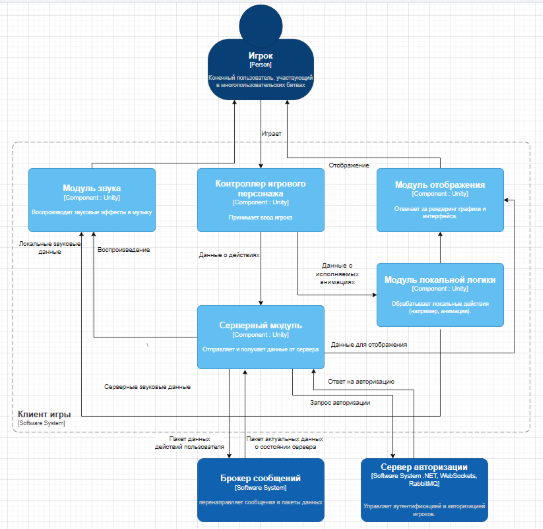 Игрок
[Person]
Конечный пользователь, участвующий
в многопользовательских битвах
Играет
Отображение
Модуль звука
[Component : Unity]
Воспроизводит звуковые эффекты и музыку
Контроллер игрового
персонажа
[Component : Unity]
Принимает ввод игрока
Модуль отображения
[Component : Unity]
Отвечает за рендеринг графики и
интерфейса.
Локальные звуковые
данные
Воспроизведение
Данные о действиях
Данные о
исполняемых
анимациях
Модуль локальной логики
[Component : Unity]
Обрабатывает локальные действия
(например, анимации).
Серверный модуль
[Component : Unity]
Отправляет и получает данные от сервера
Данные для отображения
Серверные звуковые данные
Ответ на авторизацию
Запрос авторизации
Клиент игры
[Software System]
Пакет данных
действий пользователя
Пакет актуальных данных
о состоянии сервера
Брокер сообщений
[Software System]
перенаправляет сообщения и пакеты данных
Сервер авторизации
[Software System .NET, WebSockets,
RabbitMQ]
Управляет аутентификацией и авторизацией
игроков.